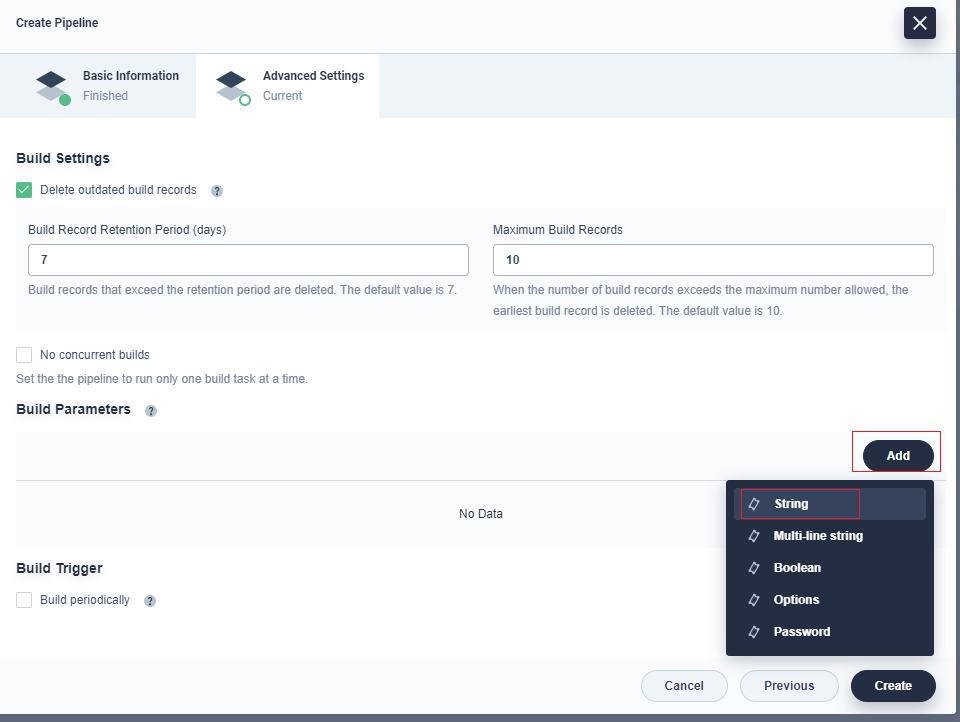 Create Pipeline
Basic Information
Finished
Advanced Settings
Current
Build Settings
Delete outdated build records ?
Build Record Retention Period (days)
7
Build records that exceed the retention period are deleted. The default value is 7.
Maximum Build Records
10
When the number of build records exceeds the maximum number allowed, the
earliest build record is deleted. The default value is 10.
No concurrent builds
Set the the pipeline to run only one build task at a time.
Build Parameters ?
Add
No Data
String
Multi-line string
Boolean
Options
Password
Build Trigger
Build periodically ?
Cancel
Previous
Create